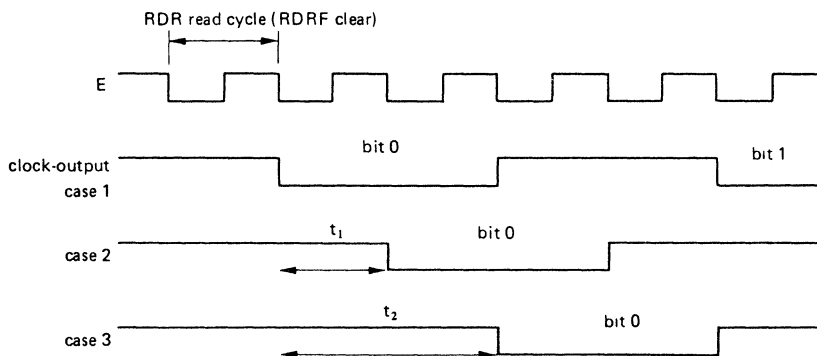 RDR read cycle (RDRF clear)
E
bit 0
bit 1
clock-output
case 1
t₁
bit 0
case 2
t₂
bit 0
case 3